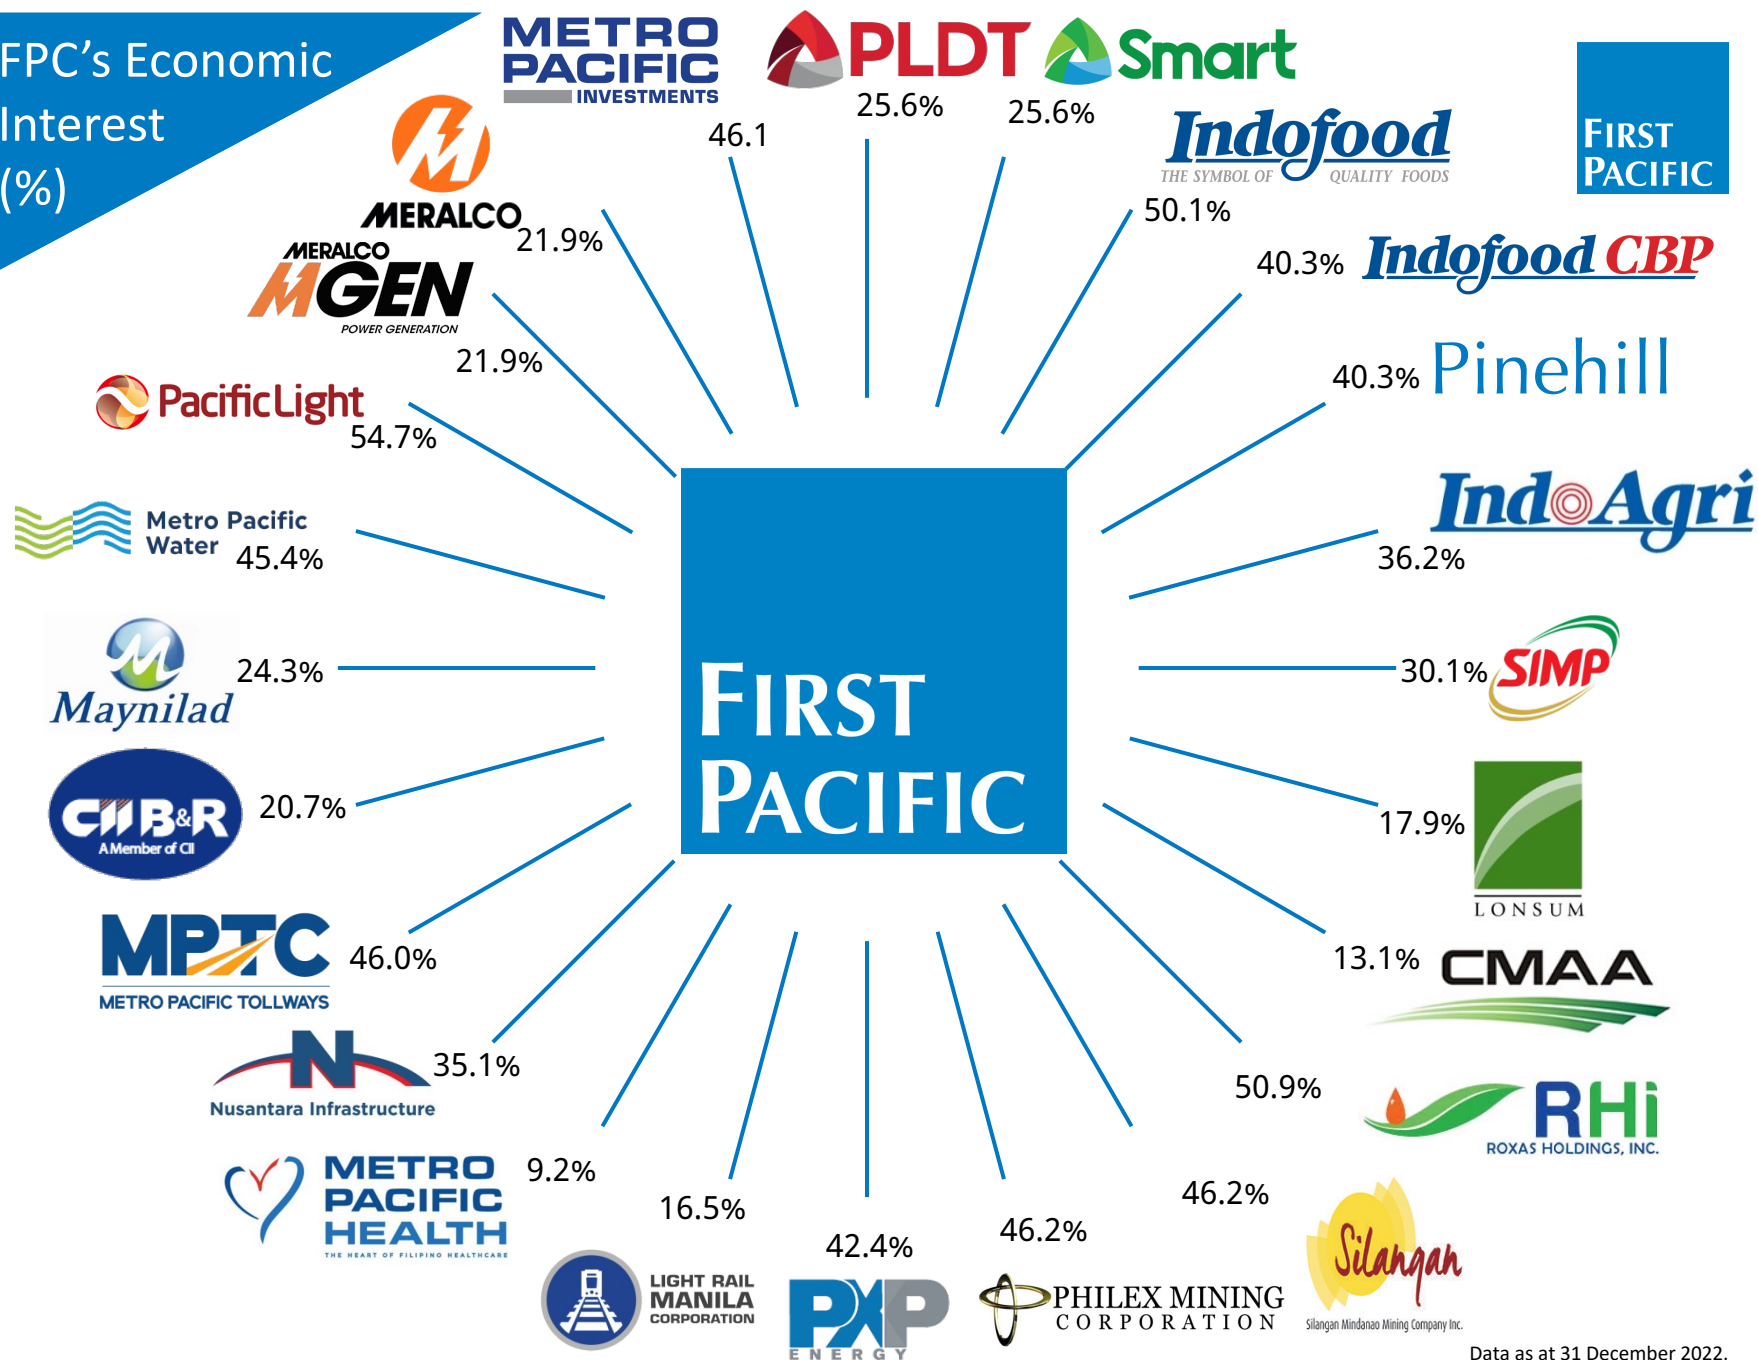 FPC’s Economic
Interest
(%)
METRO
PACIFIC
INVESTMENTS
46.1
PLDT
25.6%
Smart
25.6%
Indofood
THE SYMBOL OF QUALITY FOODS
50.1%
FIRST
PACIFIC
MERALCO
21.9%
40.3%
Indofood CBP
MERALCO
MGEN
POWER GENERATION
21.9%
40.3%
Pinehill
PacificLight
54.7%
IndoAgri
36.2%
Metro Pacific
Water
45.4%
Maynilad
24.3%
30.1%
SIMP
FIRST
PACIFIC
CII B&R
A Member of CII
20.7%
17.9%
LONSUM
MPTC
METRO PACIFIC TOLLWAYS
46.0%
13.1%
CMAA
N
Nusantara Infrastructure
35.1%
50.9%
RHi
ROXAS HOLDINGS, INC.
METRO
PACIFIC
HEALTH
THE HEART OF FILIPINO HEALTHCARE
9.2%
16.5%
LIGHT RAIL
MANILA
CORPORATION
42.4%
PXP
ENERGY
46.2%
PHILEX MINING
CORPORATION
46.2%
Silangan
Silangan Mindanao Mining Company Inc.
Data as at 31 December 2022.